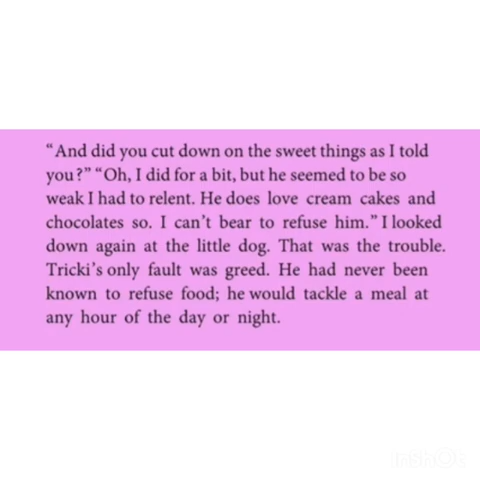 “And did you cut down on the sweet things as I told
you?” “Oh, I did for a bit, but he seemed to be so
weak I had to relent. He does love cream cakes and
chocolates so. I can’t bear to refuse him.” I looked
down again at the little dog. That was the trouble.
Tricki’s only fault was greed. He had never been
known to refuse food; he would tackle a meal at
any hour of the day or night.
InShOt